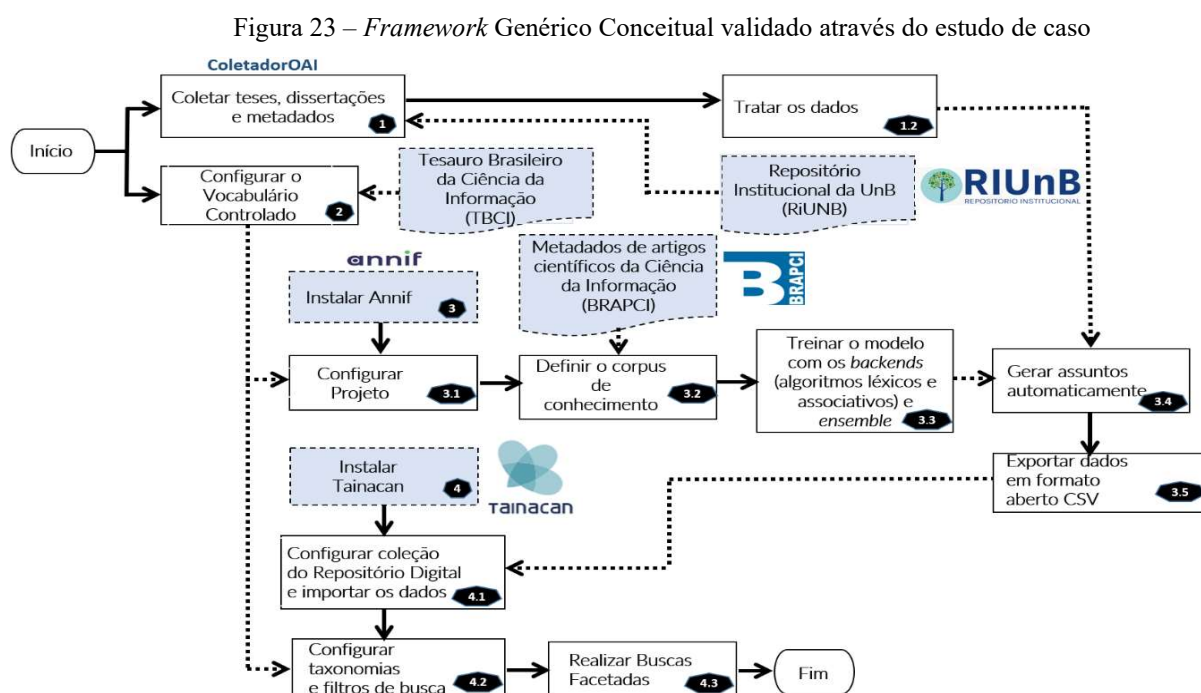 Figura 23 – Framework Genérico Conceitual validado através do estudo de caso
ColetadorOAI
Coletar teses, dissertações
e metadados
1
Tratar os dados
1.2
Início
Configurar o
Vocabulário
Controlado
2
Tesauro Brasileiro
da Ciência da
Informação
(TBCI)
Repositório
Institucional da UnB
(RiUNB)
RIUnB
REPOSITORIO INSTITUCIONAL
annif
Instalar Annif
3
Metadados de artigos
científicos da Ciência
da Informação
(BRAPCI)
B
BRAPCI
Configurar
Projeto
3.1
Definir o corpus
de
conhecimento
3.2
Treinar o modelo
com os backends
(algoritmos léxicos e
associativos) e
ensemble
3.3
Gerar assuntos
automaticamente
3.4
Instalar
Tainacan
4
Tainacan
Exportar dados
em formato
aberto CSV
3.5
Configurar coleção
do Repositório Digital
e importar os dados
4.1
Configurar
taxonomias
e filtros de busca
4.2
Realizar Buscas
Facetadas
4.3
Fim